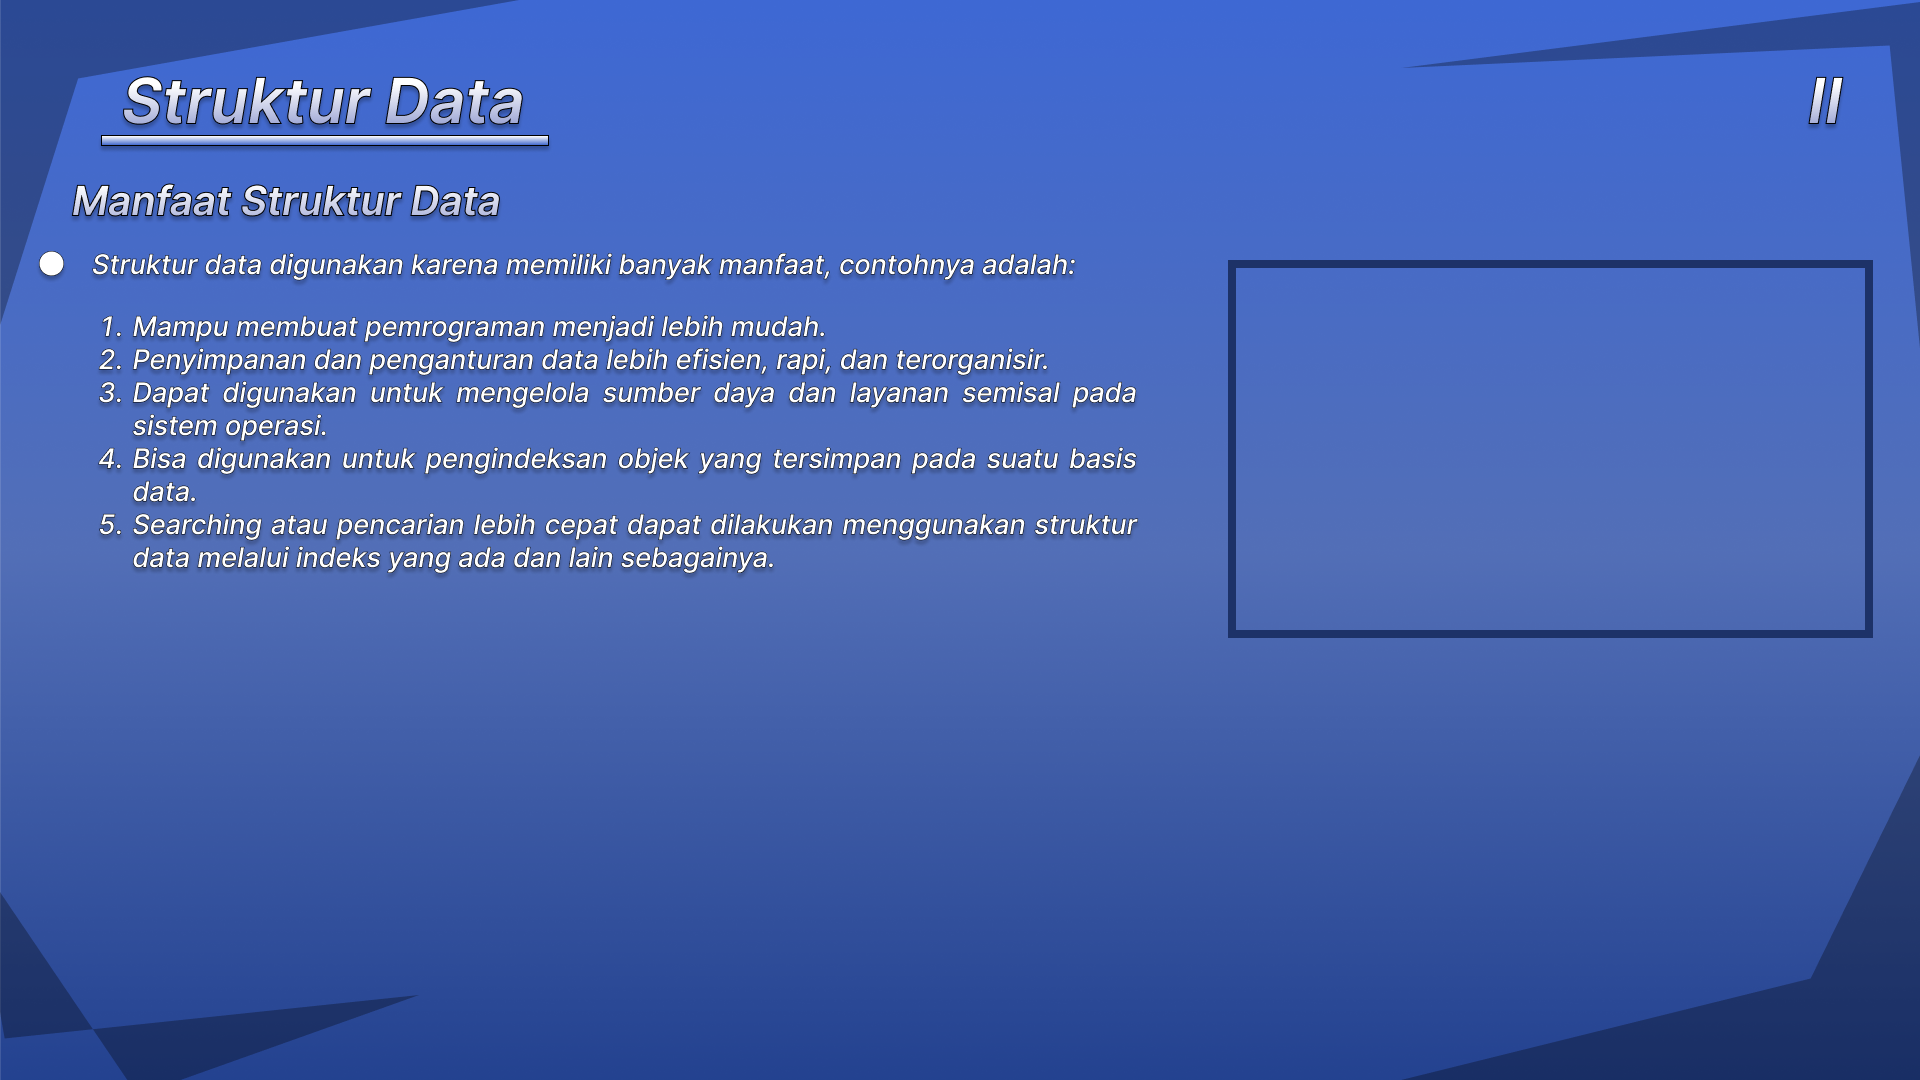 Struktur Data
II
Manfaat Struktur Data
Struktur data digunakan karena memiliki banyak manfaat, contohnya adalah:
1. Mampu membuat pemrograman menjadi lebih mudah.
2. Penyimpanan dan penganturan data lebih efisien, rapi, dan terorganisir.
3. Dapat digunakan untuk mengelola sumber daya dan layanan semisal pada
sistem operasi.
4. Bisa digunakan untuk pengindeksan objek yang tersimpan pada suatu basis
data.
5. Searching atau pencarian lebih cepat dapat dilakukan menggunakan struktur
data melalui indeks yang ada dan lain sebagainya.